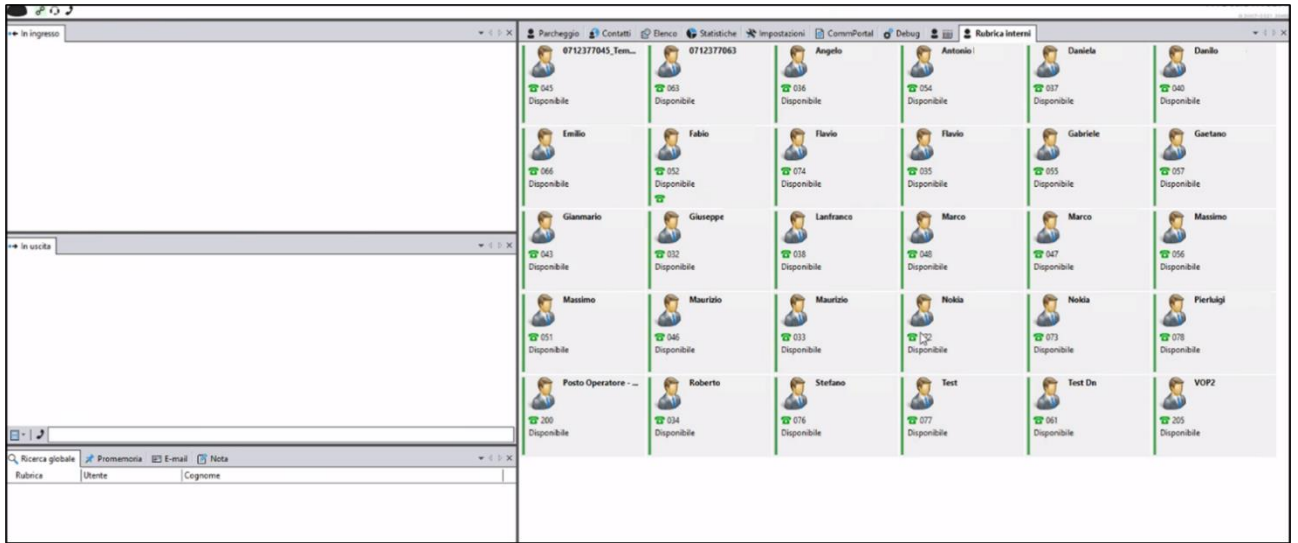 In ingresso
Parcheggio Contatti Elenco Statistiche Impostazioni CommPortal Debug Rubrica interni
0712377045_Tem... 0712377063 Angelo Antonio Daniela Danilo
045 063 036 054 037 040
Disponibile Disponibile Disponibile Disponibile Disponibile Disponibile
Emilio Fabio Flavio Flavio Gabriele Gaetano
066 052 074 035 055 057
Disponibile Disponibile Disponibile Disponibile Disponibile Disponibile
Gianmario Giuseppe Lanfranco Marco Marco Massimo
043 032 038 048 047 056
Disponibile Disponibile Disponibile Disponibile Disponibile Disponibile
In uscita
Massimo Maurizio Maurizio Nokia Nokia Pierluigi
051 046 033 073 078
Disponibile Disponibile Disponibile Disponibile Disponibile Disponibile
Posto Operatore - ... Roberto Stefano Test Test Dn VOP2
200 034 076 077 061 205
Disponibile Disponibile Disponibile Disponibile Disponibile Disponibile
Ricerca globale Promemoria E-mail Nota
Rubrica Utente Cognome